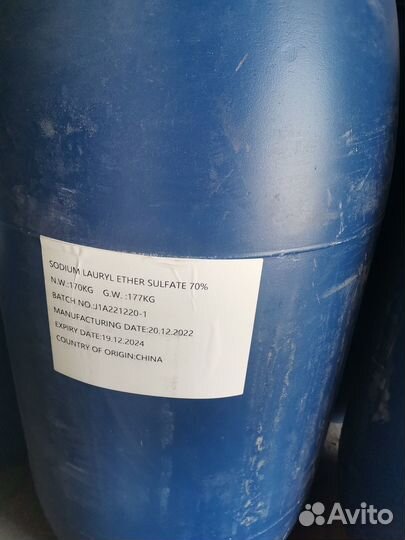 SODIUM LAURYL ETHER SULFATE 70%
N.W.:170KG G.W. :177KG
BATCH NO.:J1A221220-1
MANUFACTURING DATE:20.12.2022
EXPIRY DATE:19.12.2024
COUNTRY OF ORIGIN:CHINA
Avito